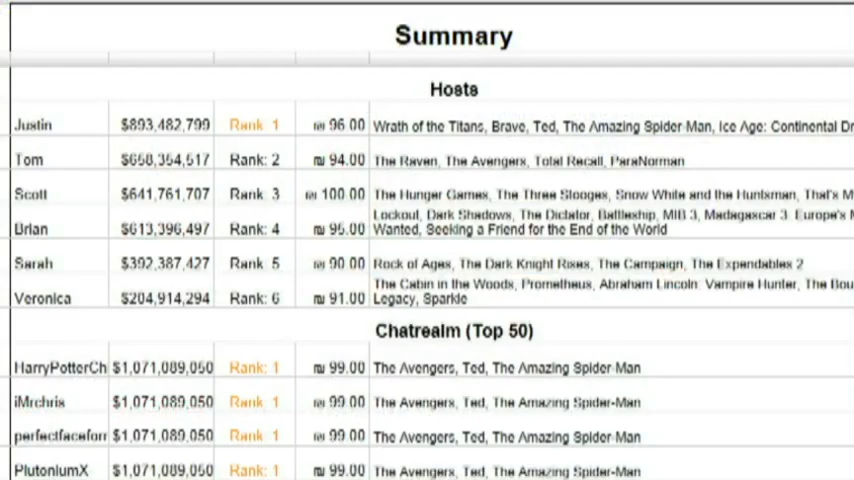 Summary
Hosts
Justin $893,482,799 Rank: 1 ₪ 96.00 Wrath of the Titans, Brave, Ted, The Amazing Spider-Man, Ice Age: Continental Dr
Tom $658,354,517 Rank: 2 ₪ 94.00 The Raven, The Avengers, Total Recall, ParaNorman
Scott $641,761,707 Rank: 3 ₪ 100.00 The Hunger Games, The Three Stooges, Snow White and the Huntsman, That's M
Lockout, Dark Shadows, The Dictator, Battleship, MIB 3, Madagascar 3: Europe's M
Brian $613,396,497 Rank: 4 ₪ 95.00 Wanted, Seeking a Friend for the End of the World
Sarah $392,387,427 Rank: 5 ₪ 90.00 Rock of Ages, The Dark Knight Rises, The Campaign, The Expendables 2
The Cabin in the Woods, Prometheus, Abraham Lincoln: Vampire Hunter, The Bou
Veronica $204,914,294 Rank: 6 ₪ 91.00 Legacy, Sparkle
Chatrealm (Top 50)
HarryPotterCh $1,071,089,050 Rank: 1 ₪ 99.00 The Avengers, Ted, The Amazing Spider-Man
iMrchris $1,071,089,050 Rank: 1 ₪ 99.00 The Avengers, Ted, The Amazing Spider-Man
perfectfaceforr $1,071,089,050 Rank: 1 ₪ 99.00 The Avengers, Ted, The Amazing Spider-Man
PlutoniumX $1,071,089,050 Rank: 1 ₪ 99.00 The Avengers, Ted, The Amazing Spider-Man